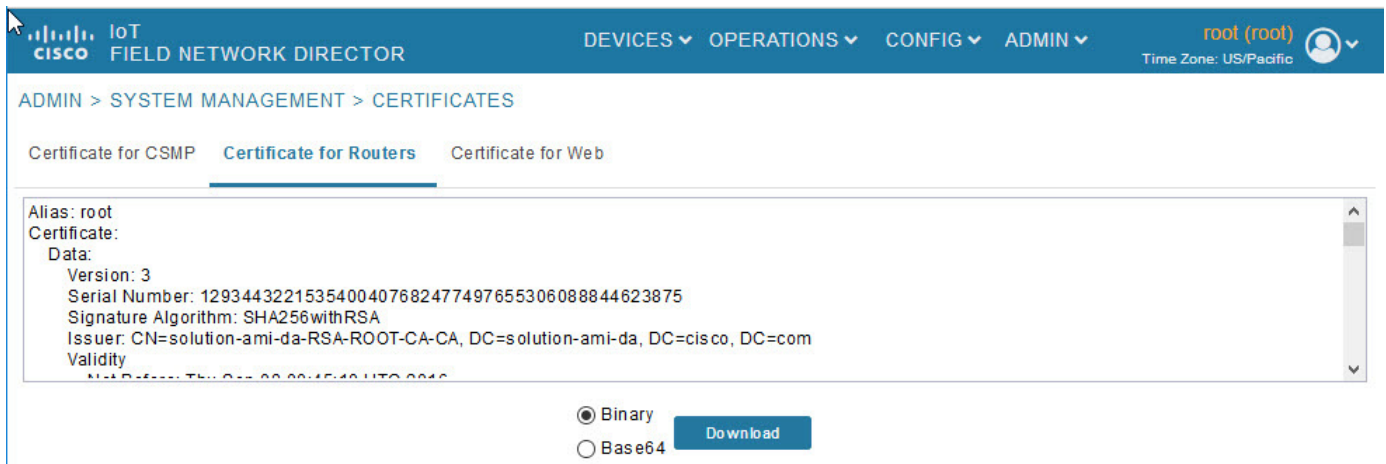 IoT
CISCO FIELD NETWORK DIRECTOR
DEVICES OPERATIONS CONFIG ADMIN
root (root)
Time Zone: US/Pacific
ADMIN > SYSTEM MANAGEMENT > CERTIFICATES
Certificate for CSMP Certificate for Routers Certificate for Web
Alias: root
Certificate:
Data:
Version: 3
Serial Number: 129344322153540040768247749765530608884462387​5
Signature Algorithm: SHA256withRSA
Issuer: CN=solution-ami-da-RSA-ROOT-CA-CA, DC=solution-ami-da, DC=cisco, DC=com
Validity
Binary
Base64
Download